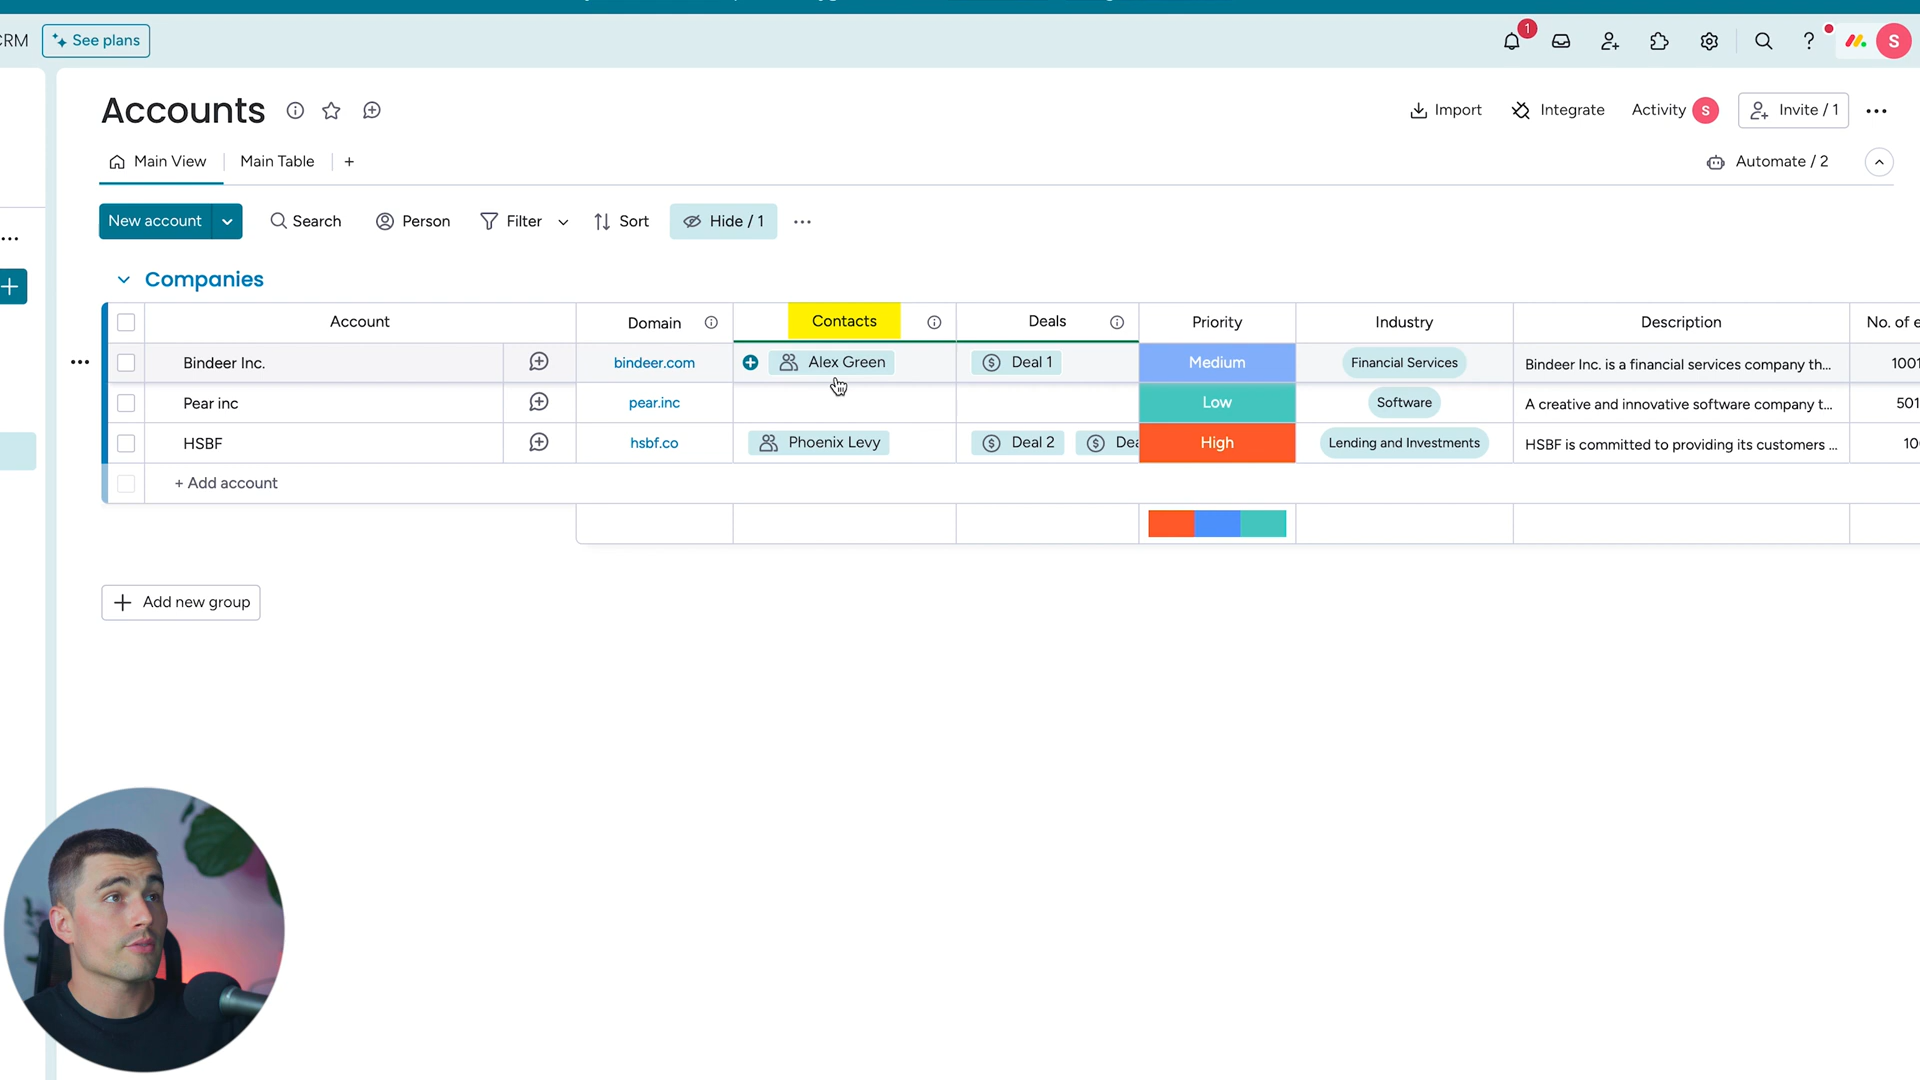 CRM
See plans
1
S
Accounts
Import
Integrate
Activity
S
Invite / 1
Main View
Main Table
+
Automate / 2
New account
Search
Person
Filter
Sort
Hide / 1
Companies
Account
Domain
Contacts
Deals
Priority
Industry
Description
No. of e
Bindeer Inc.
bindeer.com
Alex Green
Deal 1
Medium
Financial Services
Bindeer Inc. is a financial services company th...
1001
Pear inc
pear.inc
Low
Software
A creative and innovative software company t...
501
HSBF
hsbf.co
Phoenix Levy
Deal 2
Dea
High
Lending and Investments
HSBF is committed to providing its customers ...
10
+ Add account
+ Add new group